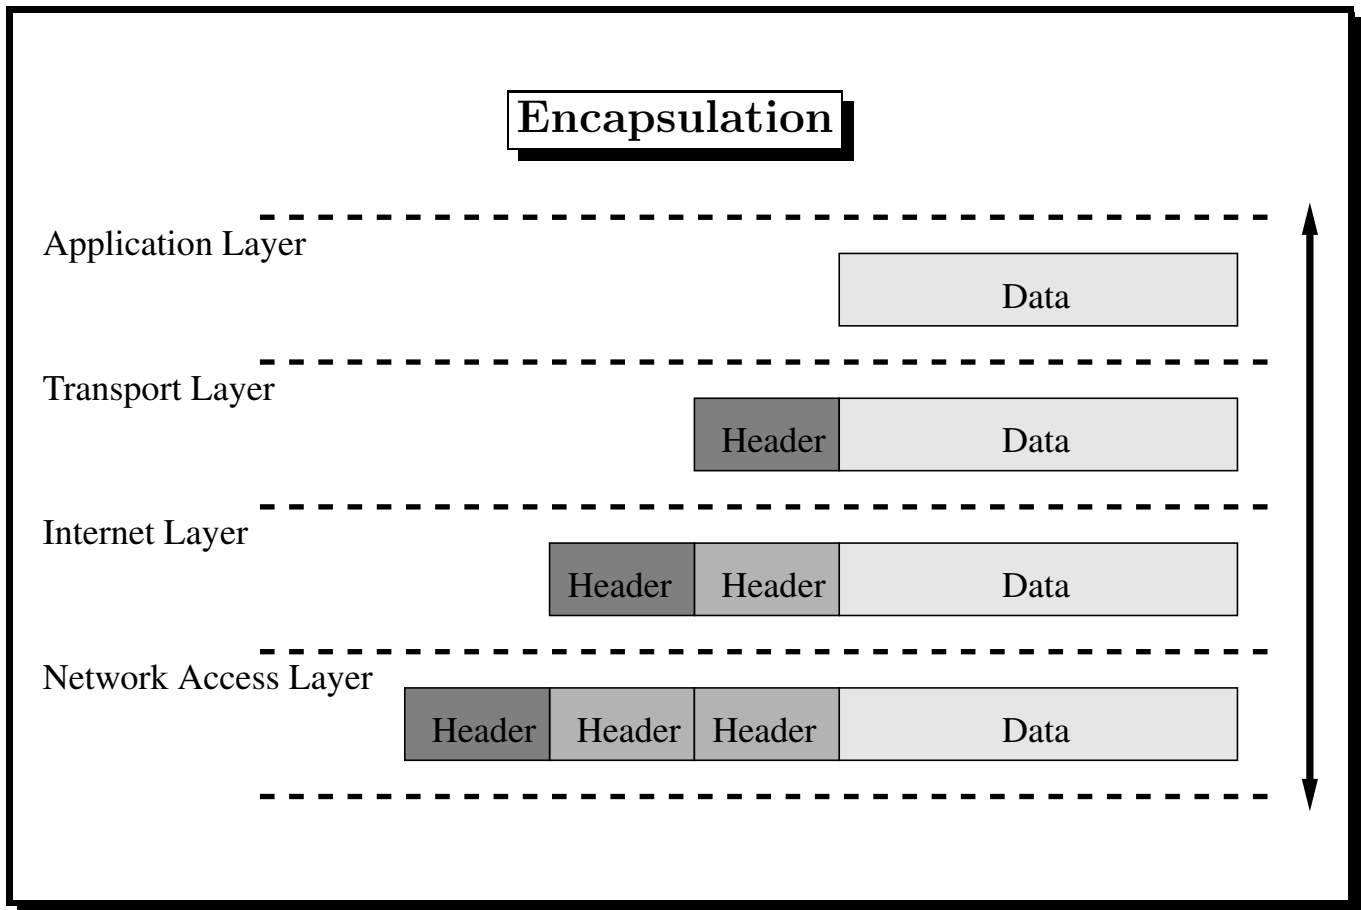 Encapsulation
Application Layer
Data
Transport Layer
Header Data
Internet Layer
Header Header Data
Network Access Layer
Header Header Header Data